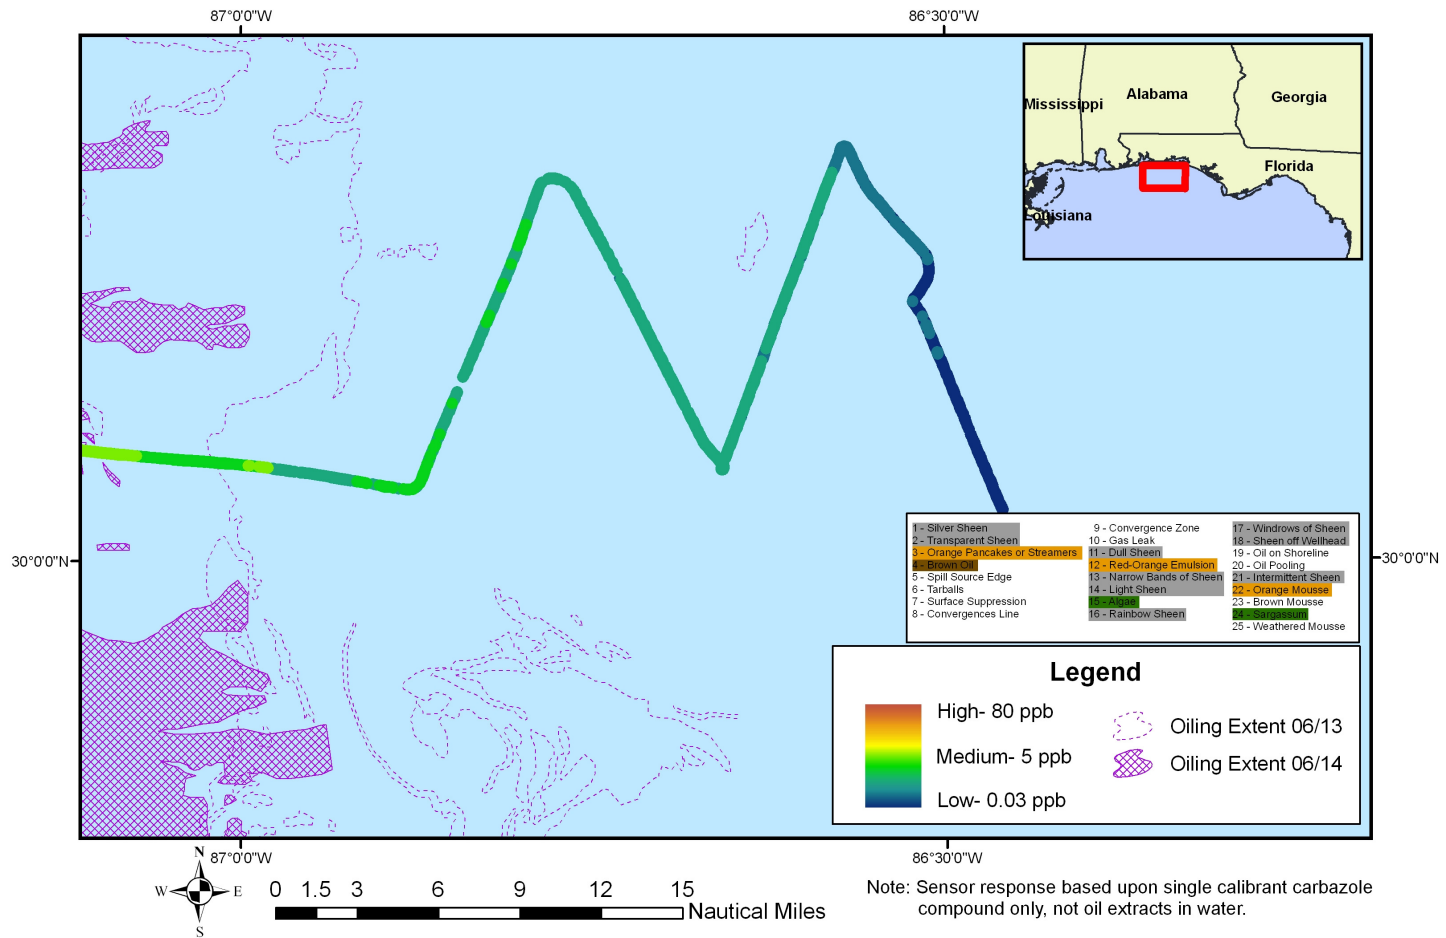 87°0'0"W
86°30'0"W
Mississippi
Alabama
Georgia
Florida
Louisiana
30°0'0"N
30°0'0"N
1 - Silver Sheen
2 - Transparent Sheen
3 - Orange Pancakes or Streamers
4 - Brown Oil
5 - Spill Source Edge
6 - Tarballs
7 - Surface Suppression
8 - Convergences Line
9 - Convergence Zone
10 - Gas Leak
11 - Dull Sheen
12 - Red-Orange Emulsion
13 - Narrow Bands of Sheen
14 - Light Sheen
15 - Algae
16 - Rainbow Sheen
17 - Windrows of Sheen
18 - Sheen off Wellhead
19 - Oil on Shoreline
20 - Oil Pooling
21 - Intermittent Sheen
22 - Orange Mousse
23 - Brown Mousse
24 - Sargassum
25 - Weathered Mousse
Legend
High- 80 ppb
Medium- 5 ppb
Low- 0.03 ppb
Oiling Extent 06/13
Oiling Extent 06/14
87°0'0"W
86°30'0"W
N
W
E
S
0 1.5 3 6 9 12 15
Nautical Miles
Note: Sensor response based upon single calibrant carbazole
compound only, not oil extracts in water.